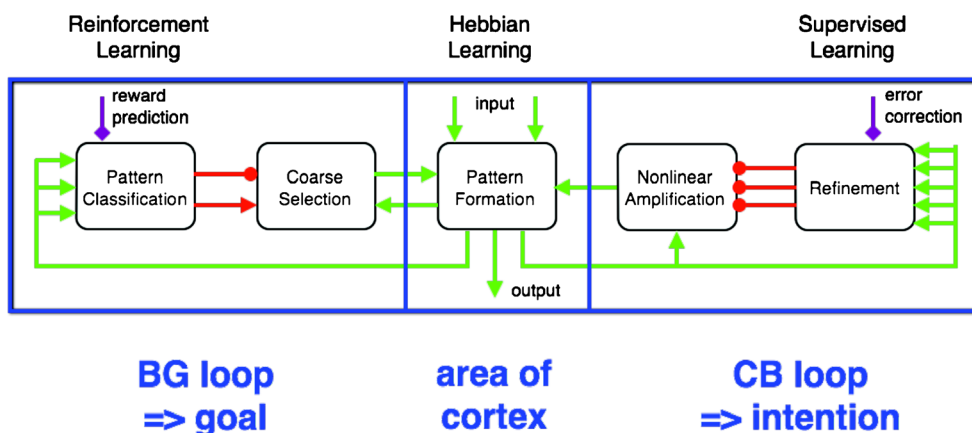 Reinforcement
Learning
Hebbian
Learning
Supervised
Learning
reward
prediction
input
error
correction
Pattern
Classification
Coarse
Selection
Pattern
Formation
Nonlinear
Amplification
Refinement
output
BG loop
=> goal
area of
cortex
CB loop
=> intention